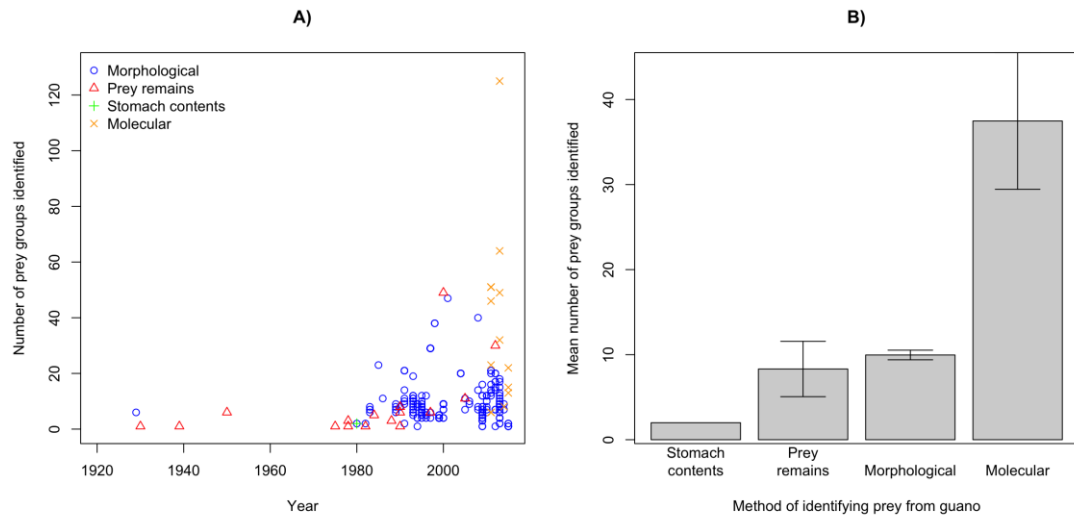 A)
Morphological
Prey remains
Stomach contents
Molecular
Number of prey groups identified
0
20
40
60
80
100
120
1920
1940
1960
1980
2000
Year
B)
Mean number of prey groups identified
0
10
20
30
40
Stomach
contents
Prey
remains
Morphological
Molecular
Method of identifying prey from guano